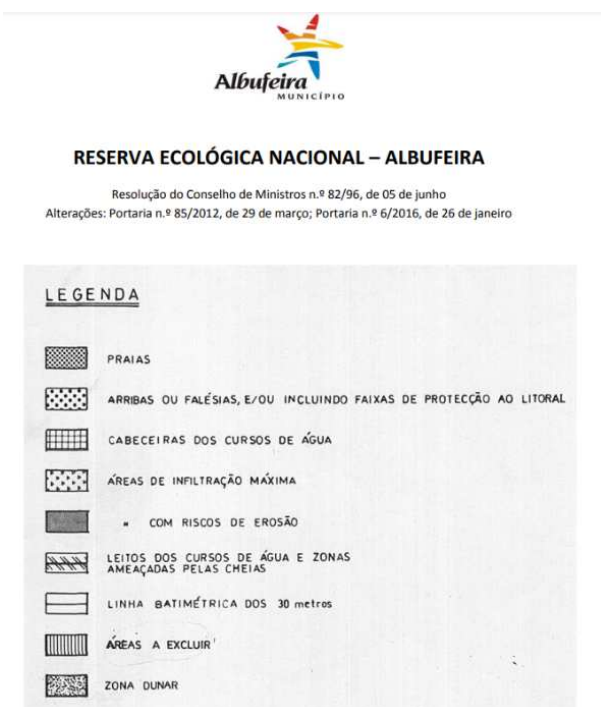 Albufeira
MUNICÍPIO
RESERVA ECOLÓGICA NACIONAL – ALBUFEIRA
Resolução do Conselho de Ministros n.º 82/96, de 05 de junho
Alterações: Portaria n.º 85/2012, de 29 de março; Portaria n.º 6/2016, de 26 de janeiro
LEGENDA
PRAIAS
ARRIBAS OU FALÉSIAS, E/OU INCLUINDO FAIXAS DE PROTECÇÃO AO LITORAL
CABECEIRAS DOS CURSOS DE ÁGUA
ÁREAS DE INFILTRAÇÃO MÁXIMA
" COM RISCOS DE EROSÃO
LEITOS DOS CURSOS DE ÁGUA E ZONAS
AMEAÇADAS PELAS CHEIAS
LINHA BATIMÉTRICA DOS 30 metros
ÁREAS A EXCLUIR
ZONA DUNAR